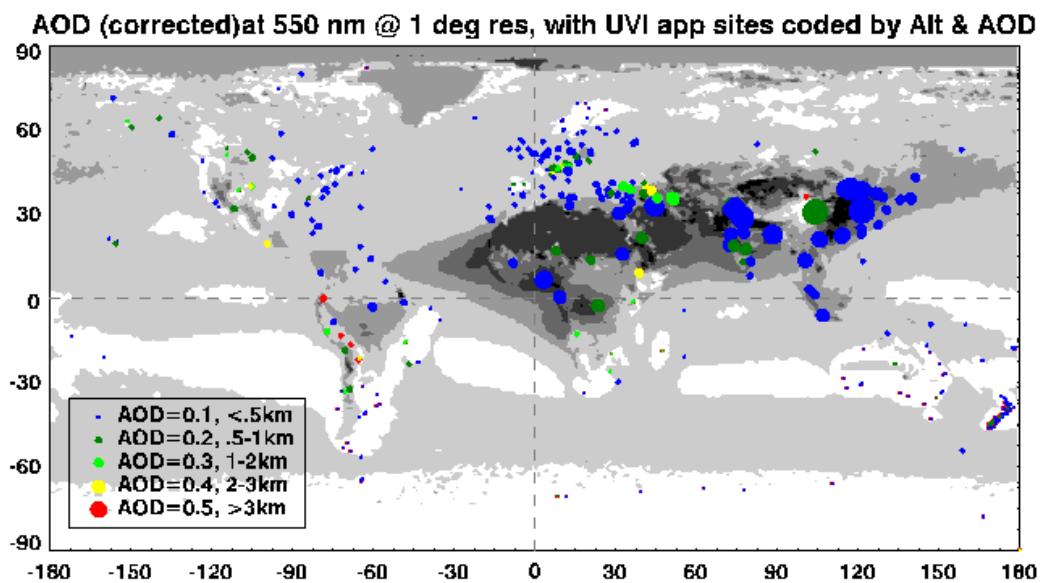 AOD (corrected)at 550 nm @ 1 deg res, with UVI app sites coded by Alt & AOD
90
60
30
0
-30
-60
-90
AOD=0.1, <.5km
AOD=0.2, .5-1km
AOD=0.3, 1-2km
AOD=0.4, 2-3km
AOD=0.5, >3km
-180 -150 -120 -90 -60 -30 0 30 60 90 120 150 180